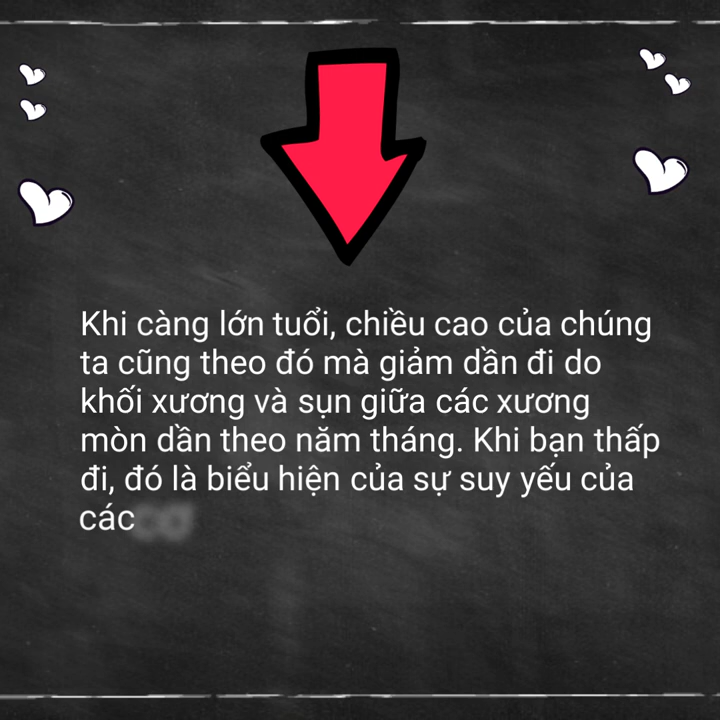 Khi càng lớn tuổi, chiều cao của chúng
ta cũng theo đó mà giảm dần đi do
khối xương và sụn giữa các xương
mòn dần theo năm tháng. Khi bạn thấp
đi, đó là biểu hiện của sự suy yếu của
các